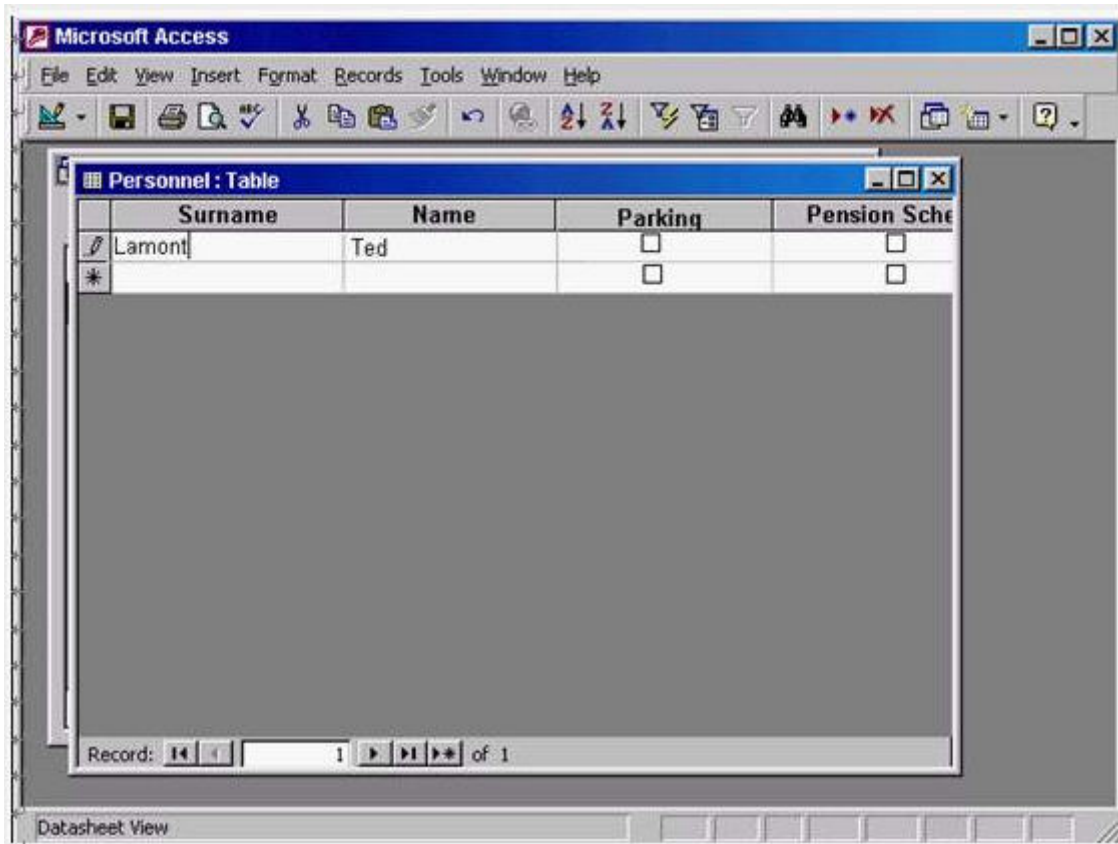 Microsoft Access
File Edit View Insert Format Records Tools Window Help
Personnel : Table
Surname Name Parking Pension Sche
Lamont Ted
Record: 1 of 1
Datasheet View